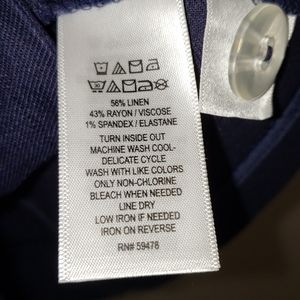 56% LINEN
43% RAYON / VISCOSE
1% SPANDEX / ELASTANE
TURN INSIDE OUT
MACHINE WASH COOL-
DELICATE CYCLE
WASH WITH LIKE COLORS
ONLY NON-CHLORINE
BLEACH WHEN NEEDED
LINE DRY
LOW IRON IF NEEDED
IRON ON REVERSE
RN# 59478